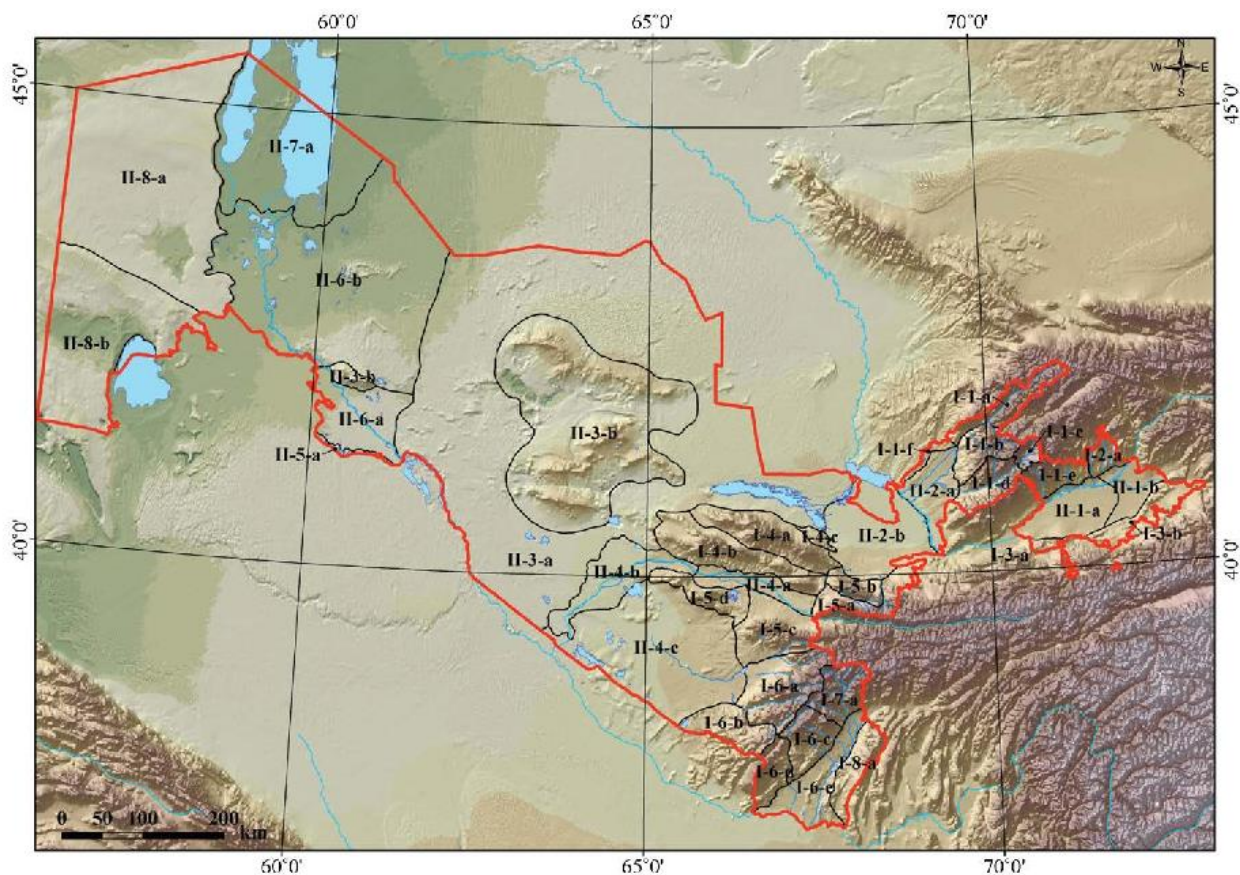 60°0' 65°0' 70°0'
45°0' 45°0'
N
W E
S
II-7-a
II-8-a
II-6-b
II-8-b
II-3-b
II-6-a
II-5-a
II-3-b
I-1-a
I-1-f I-1-b I-1-c
II-2-a I-1-d I-1-e I-2-a
II-1-a II-1-b
I-4-a
I-4-b I-4-c II-2-b
I-3-a I-3-b
40°0' 40°0'
II-3-a
II-4-b II-4-a I-5-b
I-5-d I-5-a
I-5-c
II-4-c
I-6-a
I-7-a
I-6-b
I-6-c
I-8-a
I-6-e
0 50 100 200
km
60°0' 65°0' 70°0'